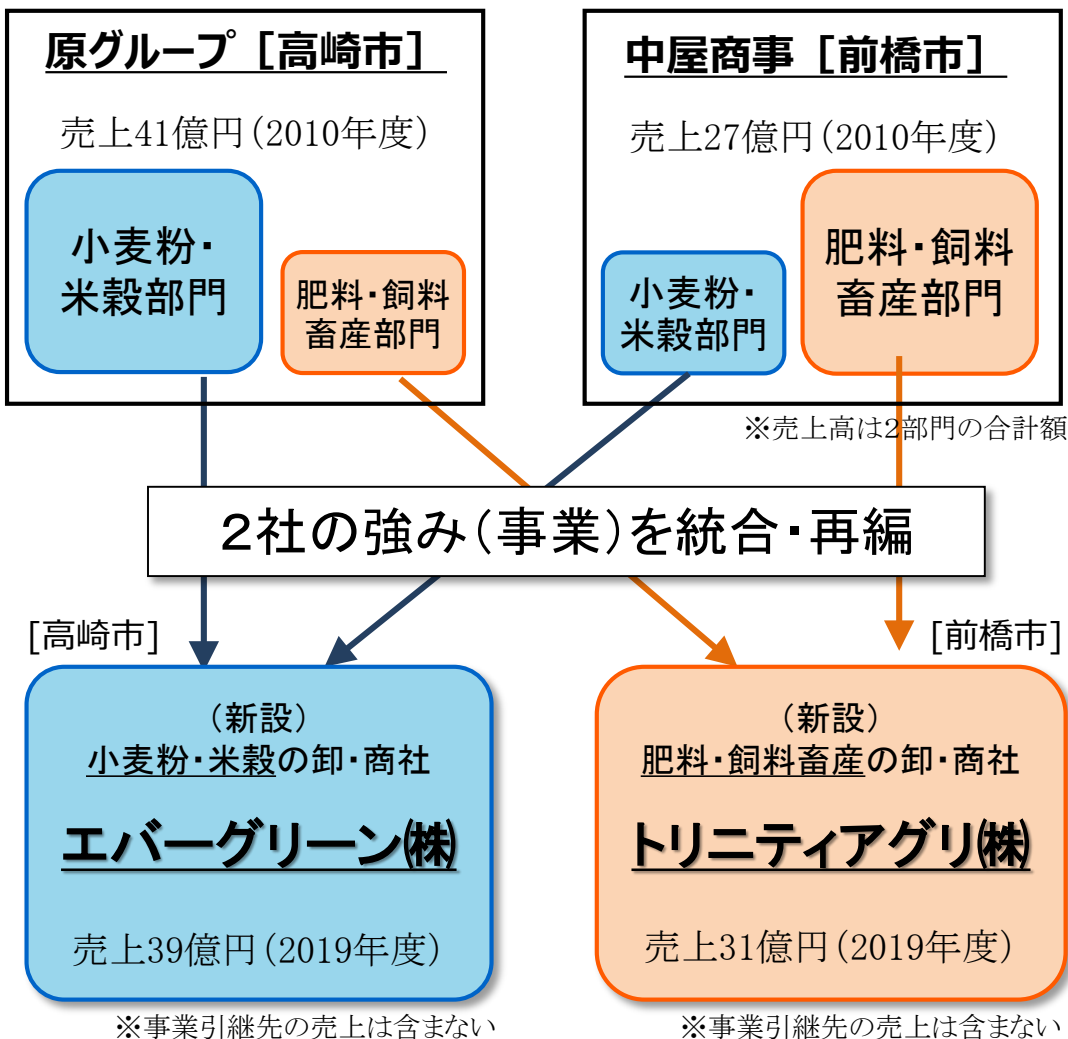 原グループ［高崎市］
売上41億円（2010年度）
小麦粉・
米穀部門
肥料・飼料
畜産部門
中屋商事［前橋市］
売上27億円（2010年度）
小麦粉・
米穀部門
肥料・飼料
畜産部門
※売上高は2部門の合計額
２社の強み（事業）を統合・再編
[高崎市]
（新設）
小麦粉・米穀の卸・商社
エバーグリーン㈱
売上39億円（2019年度）
※事業引継先の売上は含まない
[前橋市]
（新設）
肥料・飼料畜産の卸・商社
トリニティアグリ㈱
売上31億円（2019年度）
※事業引継先の売上は含まない